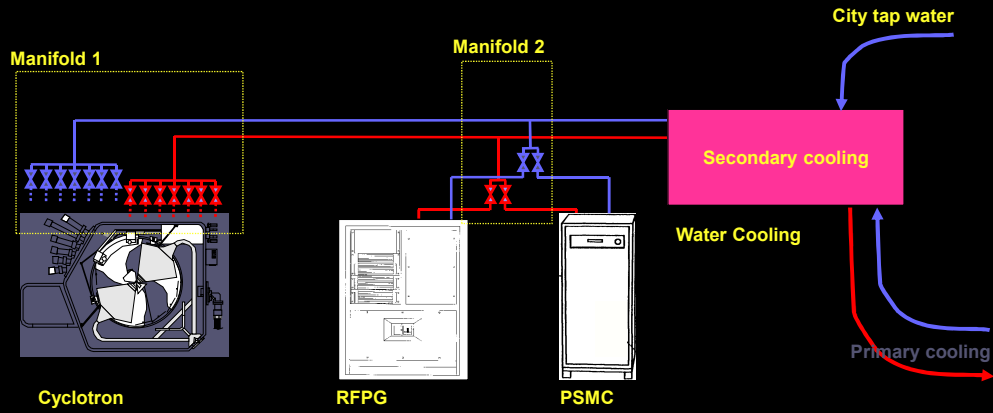 City tap water
Manifold 1
Manifold 2
Secondary cooling
Water Cooling
Primary cooling
Cyclotron
RFPG
PSMC